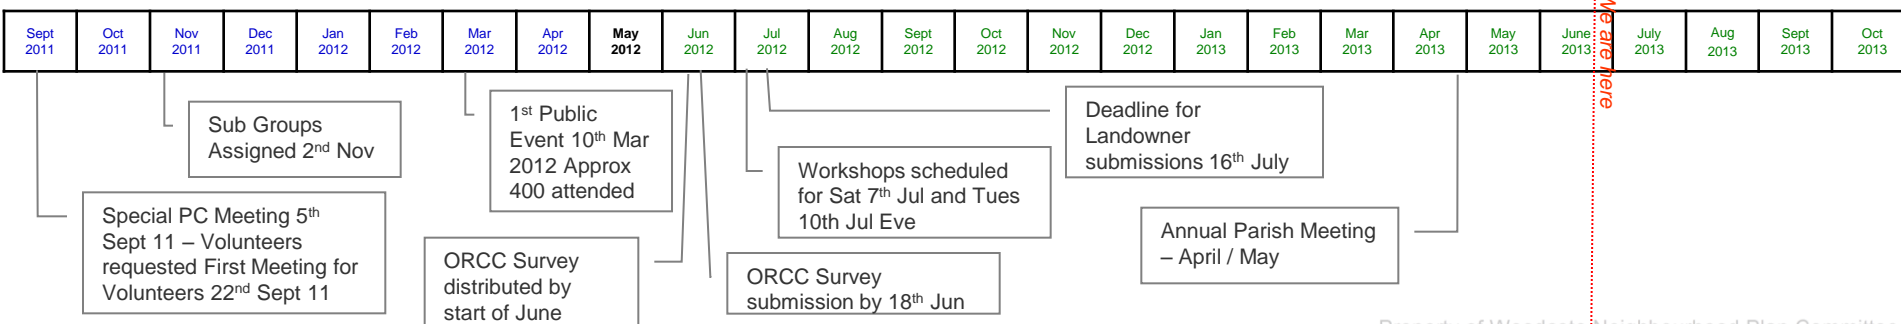 Sept 2011
Oct 2011
Nov 2011
Dec 2011
Jan 2012
Feb 2012
Mar 2012
Apr 2012
May 2012
Jun 2012
Jul 2012
Aug 2012
Sept 2012
Oct 2012
Nov 2012
Dec 2012
Jan 2013
Feb 2013
Mar 2013
Apr 2013
May 2013
June 2013
July 2013
Aug 2013
Sept 2013
Oct 2013
We are here
Sub Groups
Assigned 2nd Nov
Special PC Meeting 5th
Sept 11 – Volunteers
requested First Meeting for
Volunteers 22nd Sept 11
1st Public
Event 10th Mar
2012 Approx
400 attended
ORCC Survey
distributed by
start of June
ORCC Survey
submission by 18th Jun
Workshops scheduled
for Sat 7th Jul and Tues
10th Jul Eve
Deadline for
Landowner
submissions 16th July
Annual Parish Meeting
– April / May